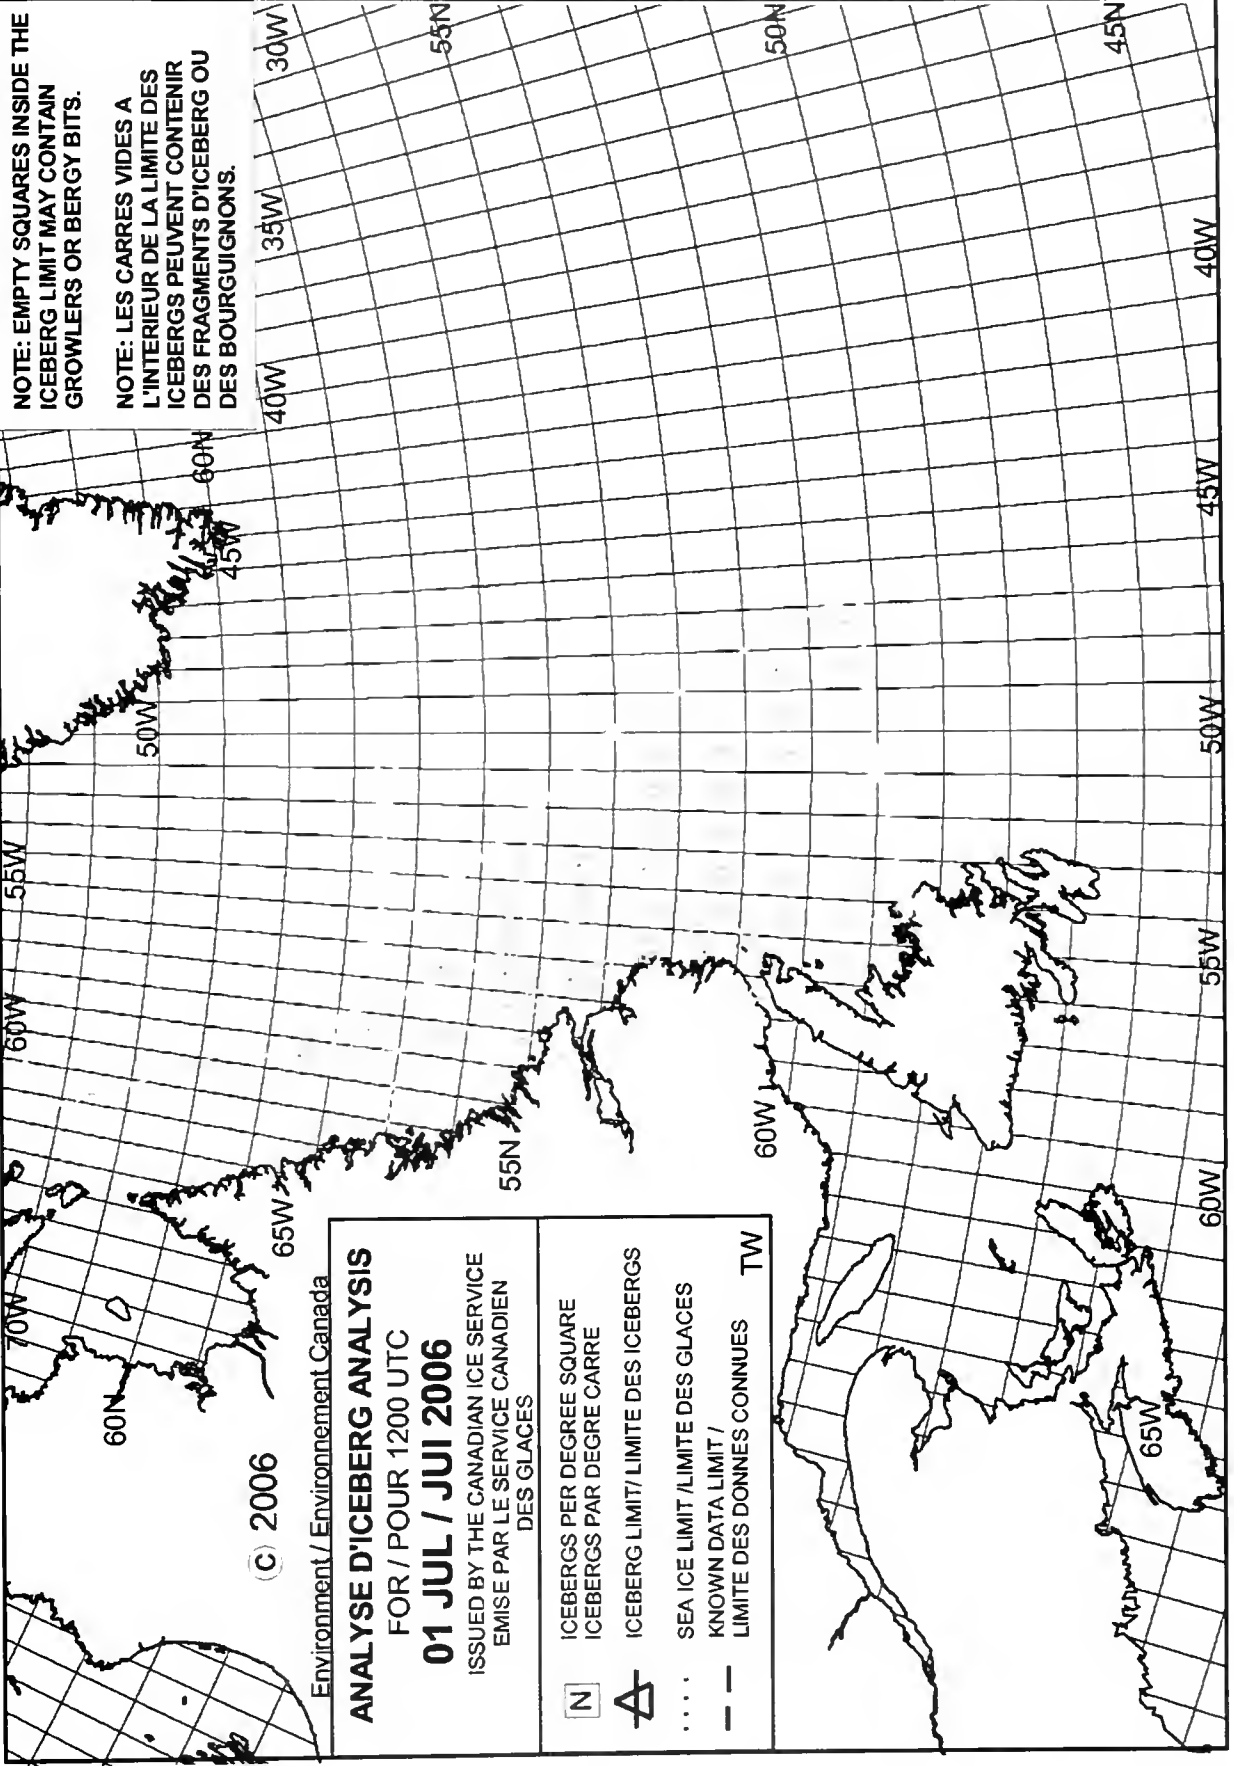 NOTE: EMPTY SQUARES INSIDE THE
ICEBERG LIMIT MAY CONTAIN
GROWLERS OR BERGY BITS.
NOTE: LES CARRES VIDES A
L'INTERIEUR DE LA LIMITE DES
ICEBERGS PEUVENT CONTENIR
DES FRAGMENTS D'ICEBERG OU
DES BOURGUIGNONS.
70W
60W
55W
50W
45W
60N
40W
35W
30W
55N
50N
45N
40W
45W
50W
55W
60W
65W
60N
65W
55N
60W
© 2006
Environment / Environement Canada
ANALYSE D'ICEBERG ANALYSIS
FOR / POUR 1200 UTC
01 JUL / JUI 2006
ISSUED BY THE CANADIAN ICE SERVICE
EMISE PAR LE SERVICE CANADIEN
DES GLACES
N
ICEBERGS PER DEGREE SQUARE
ICEBERGS PAR DEGRE CARRE
ICEBERG LIMIT/ LIMITE DES ICEBERGS
SEA ICE LIMIT /LIMITE DES GLACES
KNOWN DATA LIMIT /
LIMITE DES DONNES CONNUES
TW